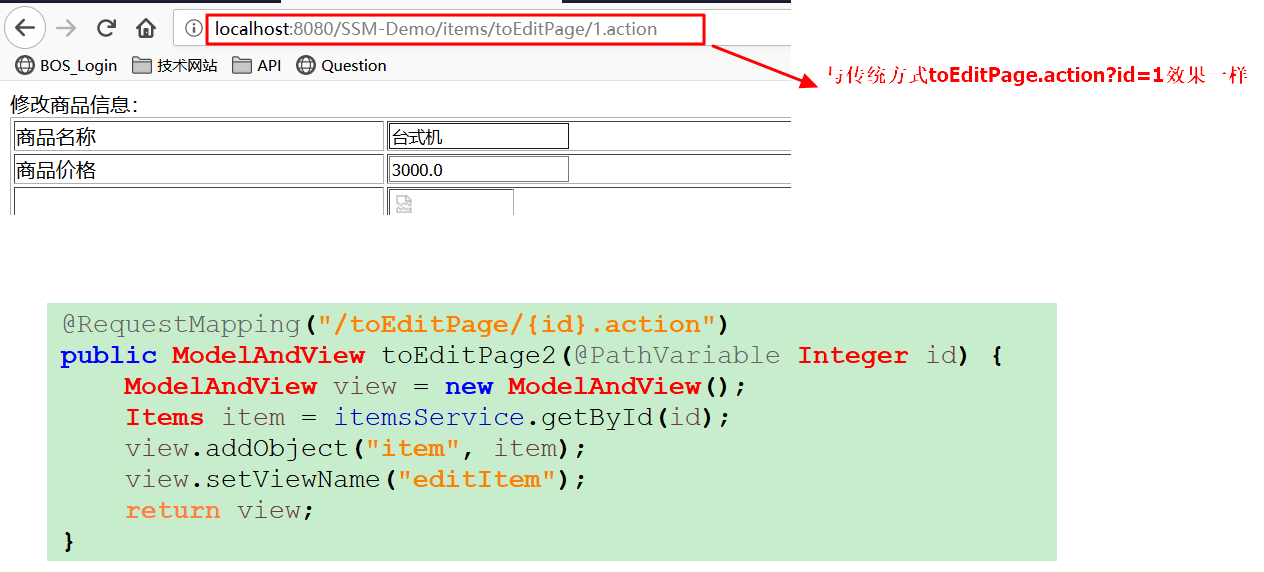 localhost:8080/SSM-Demo/items/toEditPage/1.action
BOS_Login 技术网站 API Question
与传统方式toEditPage.action?id=1效果一样
修改商品信息：
商品名称 台式机
商品价格 3000.0
@RequestMapping("/toEditPage/{id}.action")
public ModelAndView toEditPage2(@PathVariable Integer id) {
ModelAndView view = new ModelAndView();
Items item = itemsService.getById(id);
view.addObject("item", item);
view.setViewName("editItem");
return view;
}